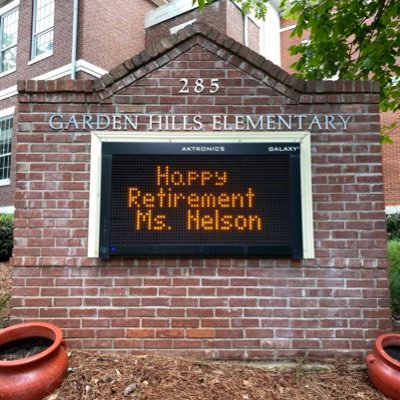 285
GARDEN HILLS ELEMENTARY
AKTRONICS GALAXY
Happy
Retirement
Ms. Nelson